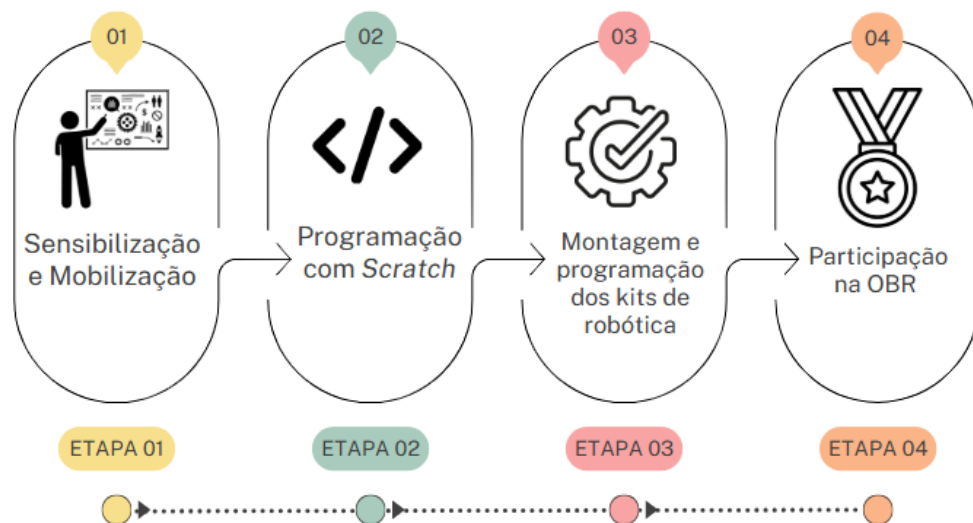 01
02
03
04
Sensibilização
e Mobilização
Programação
com Scratch
Montagem e
programação
dos kits de
robótica
Participação
na OBR
ETAPA 01
ETAPA 02
ETAPA 03
ETAPA 04